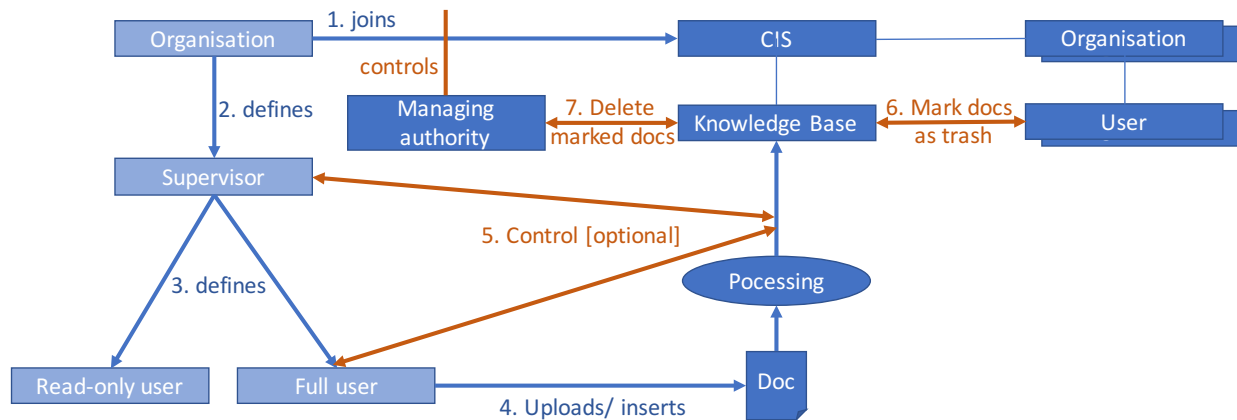 1. joins
Organisation
CIS
Organisation
controls
2. defines
Managing
authority
7. Delete
marked docs
Knowledge Base
6. Mark docs
as trash
User
Supervisor
5. Control [optional]
3. defines
Pocessing
Read-only user
Full user
Doc
4. Uploads/ inserts